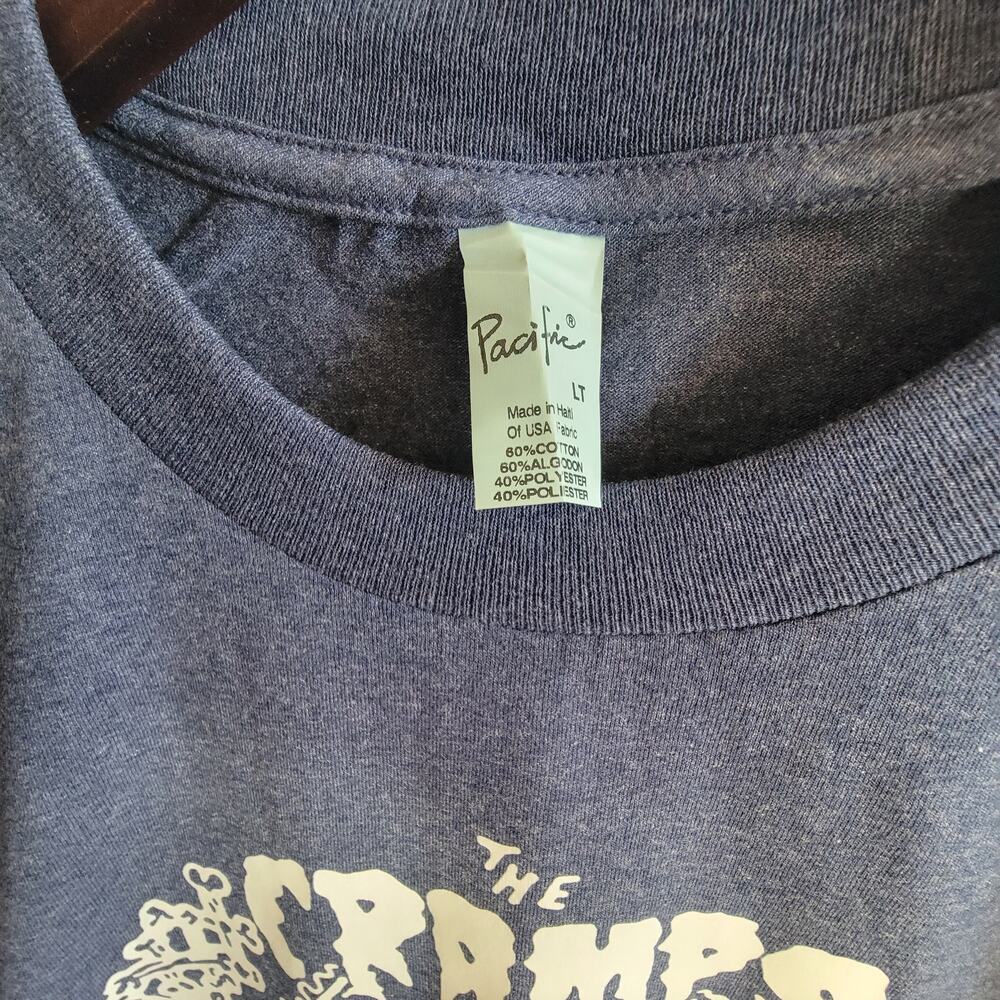 Pacific®
LT
Made in Haiti
Of USA Fabric
60%COTTON
60%ALGODON
40%POLYESTER
40%POLIESTER
THE
CRAMPS